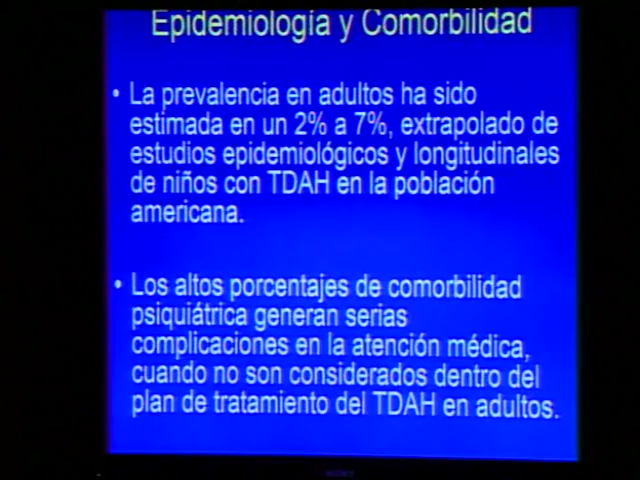 Epidemiología y Comorbilidad
• La prevalencia en adultos ha sido
estimada en un 2% a 7%, extrapolado de
estudios epidemiológicos y longitudinales
de niños con TDAH en la población
americana.
• Los altos porcentajes de comorbilidad
psiquiátrica generan serias
complicaciones en la atención médica,
cuando no son considerados dentro del
plan de tratamiento del TDAH en adultos.